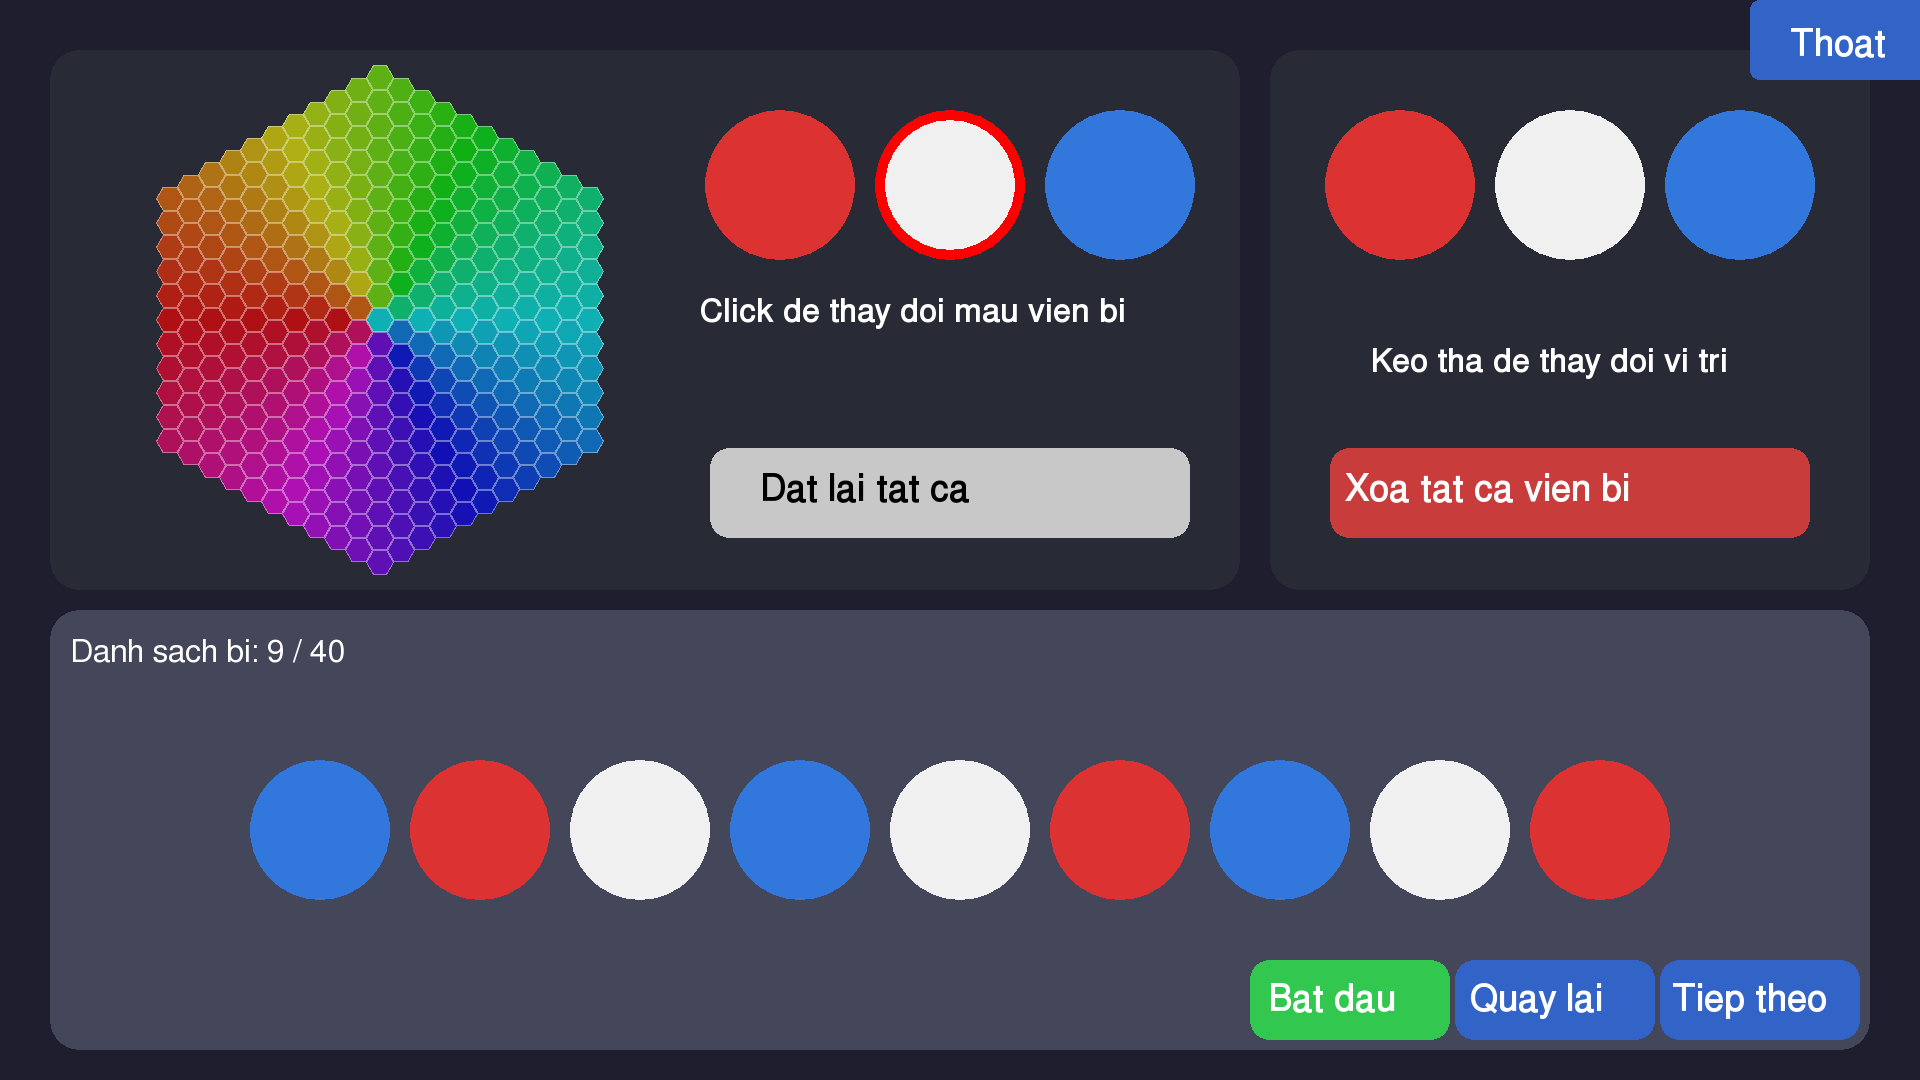 Thoat
Click de thay doi mau vien bi
Keo tha de thay doi vi tri
Dat lai tat ca
Xoa tat ca vien bi
Danh sach bi: 9 / 40
Bat dau
Quay lai
Tiep theo